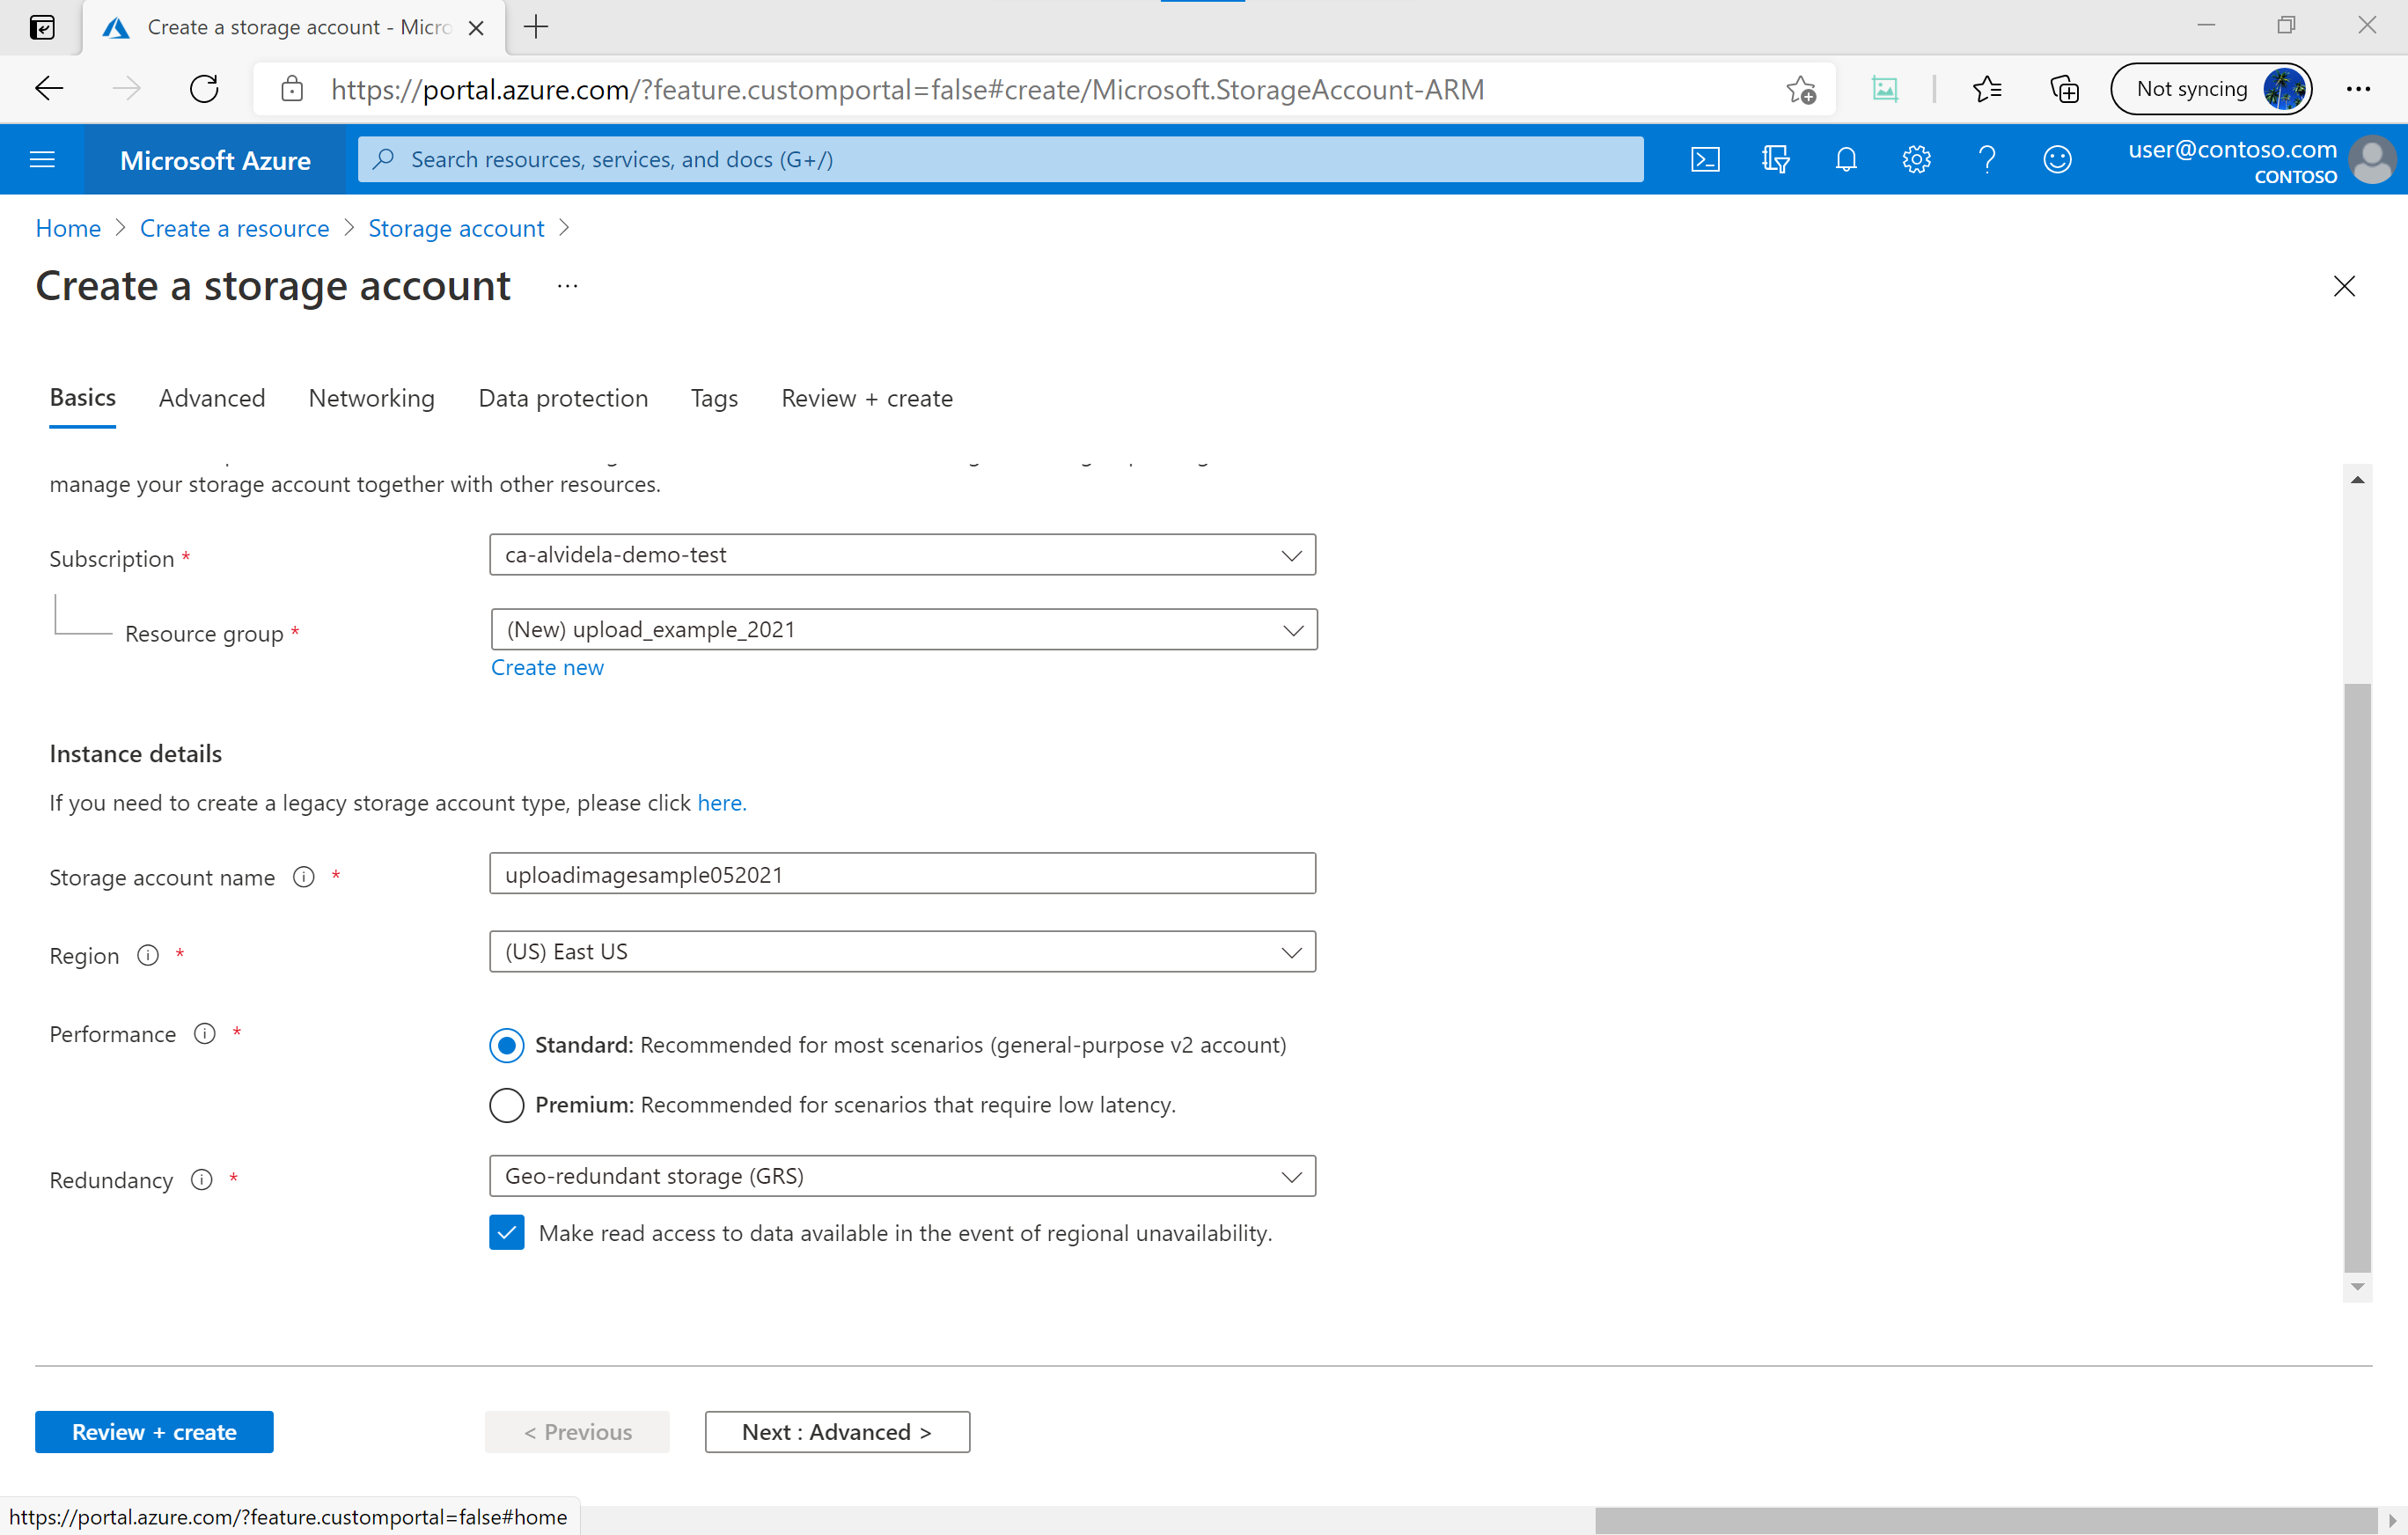 Create a storage account - Micro
https://portal.azure.com/?feature.customportal=false#create/Microsoft.StorageAccount-ARM
Not syncing
Microsoft Azure
Search resources, services, and docs (G+/)
user@contoso.com
CONTOSO
Home > Create a resource > Storage account >
Create a storage account ...
Basics Advanced Networking Data protection Tags Review + create
manage your storage account together with other resources.
Subscription *
ca-alvidela-demo-test
Resource group *
(New) upload_example_2021
Create new
Instance details
If you need to create a legacy storage account type, please click here.
Storage account name *
uploadimagesample052021
Region *
(US) East US
Performance *
Standard: Recommended for most scenarios (general-purpose v2 account)
Premium: Recommended for scenarios that require low latency.
Redundancy *
Geo-redundant storage (GRS)
Make read access to data available in the event of regional unavailability.
Review + create
< Previous
Next : Advanced >
https://portal.azure.com/?feature.customportal=false#home